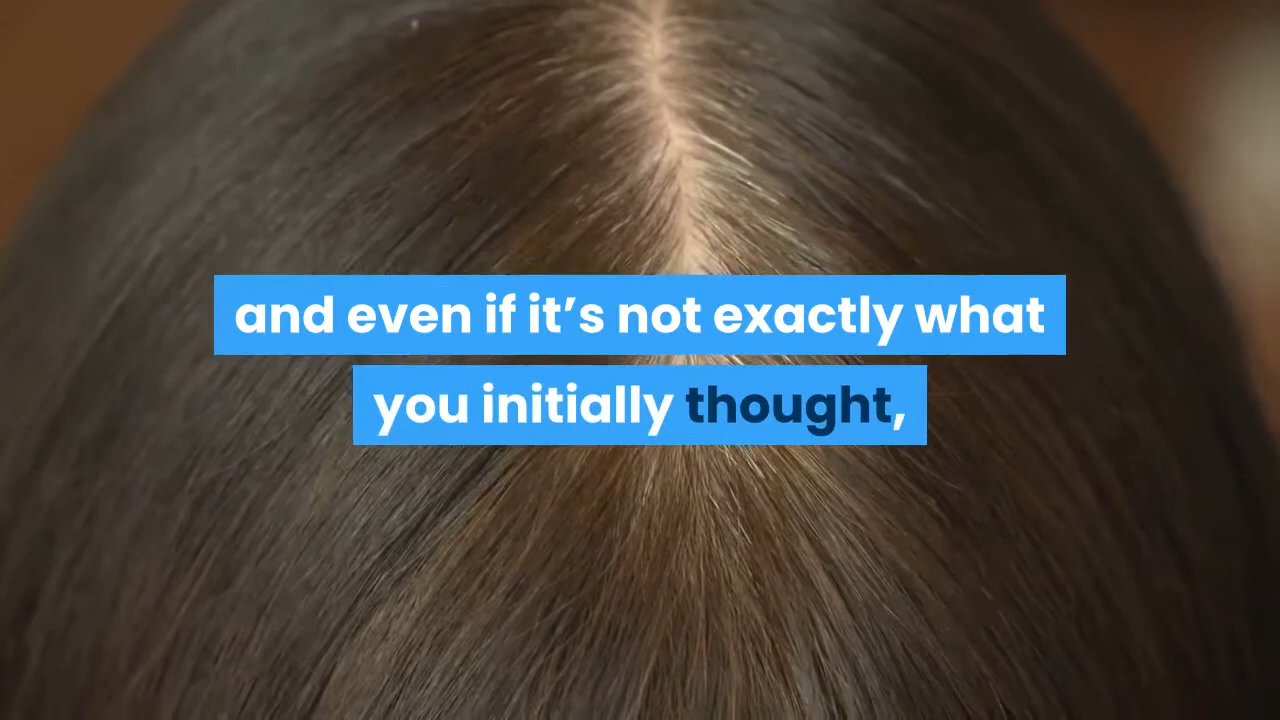 and even if it’s not exactly what
you initially thought,